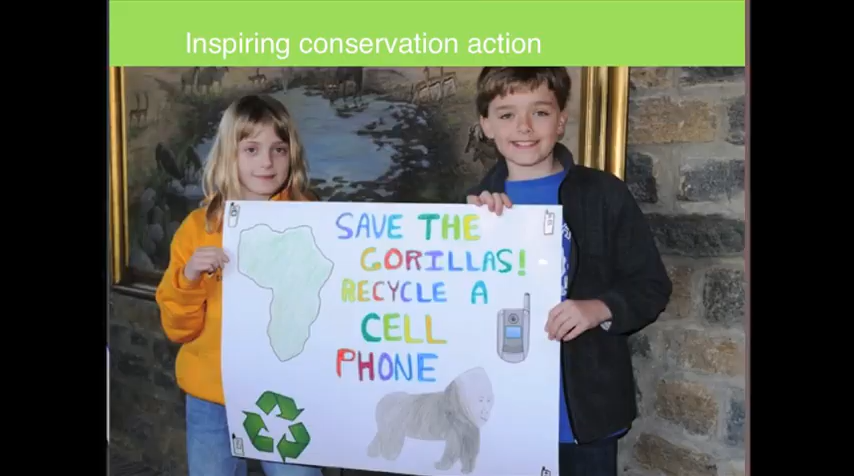 Inspiring conservation action
SAVE THE
GORILLAS!
RECYCLE A
CELL
PHONE